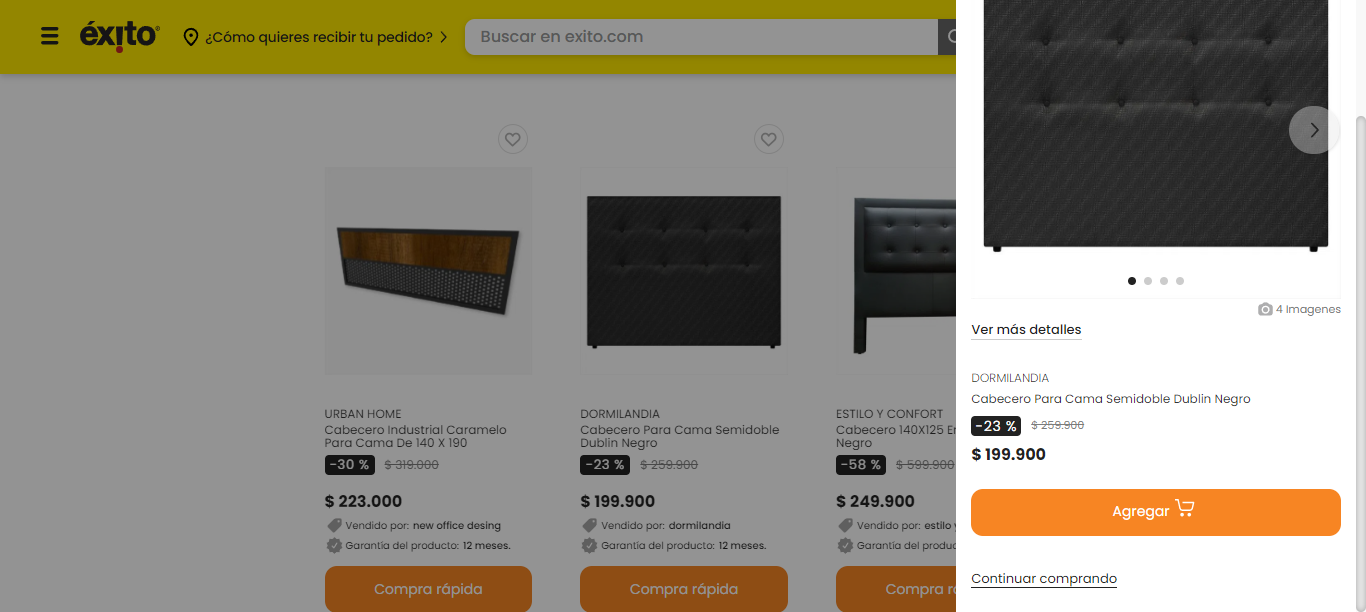 éxito
¿Cómo quieres recibir tu pedido?
Buscar en exito.com
URBAN HOME
Cabecero Industrial Caramelo
Para Cama De 140 X 190
-30 % $ 319.000
$ 223.000
Vendido por: new office desing
Garantía del producto: 12 meses.
Compra rápida
DORMILANDIA
Cabecero Para Cama Semidoble
Dublin Negro
-23 % $ 259.900
$ 199.900
Vendido por: dormilandia
Garantía del producto: 12 meses.
Compra rápida
ESTILO Y CONFORT
Cabecero 140X125
Negro
-58 % $ 599.900
$ 249.900
Vendido por: estilo
Garantía del
Compra
4 Imagenes
Ver más detalles
DORMILANDIA
Cabecero Para Cama Semidoble Dublin Negro
-23 % $ 259.900
$ 199.900
Agregar
Continuar comprando